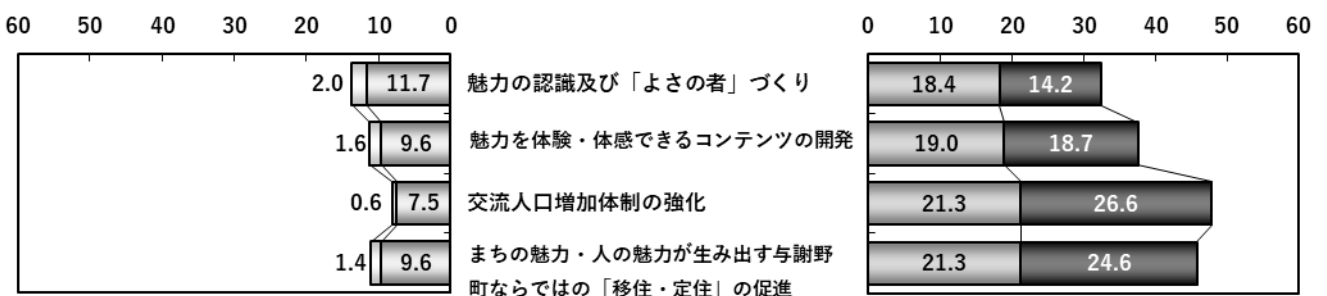 60 50 40 30 20 10 0 0 10 20 30 40 50 60
2.0 11.7 魅力の認識及び「よさの者」づくり 18.4 14.2
1.6 9.6 魅力を体験・体感できるコンテンツの開発 19.0 18.7
0.6 7.5 交流人口増加体制の強化 21.3 26.6
1.4 9.6 まちの魅力・人の魅力が生み出す与謝野 21.3 24.6
町ならではの「移住・定住」の促進